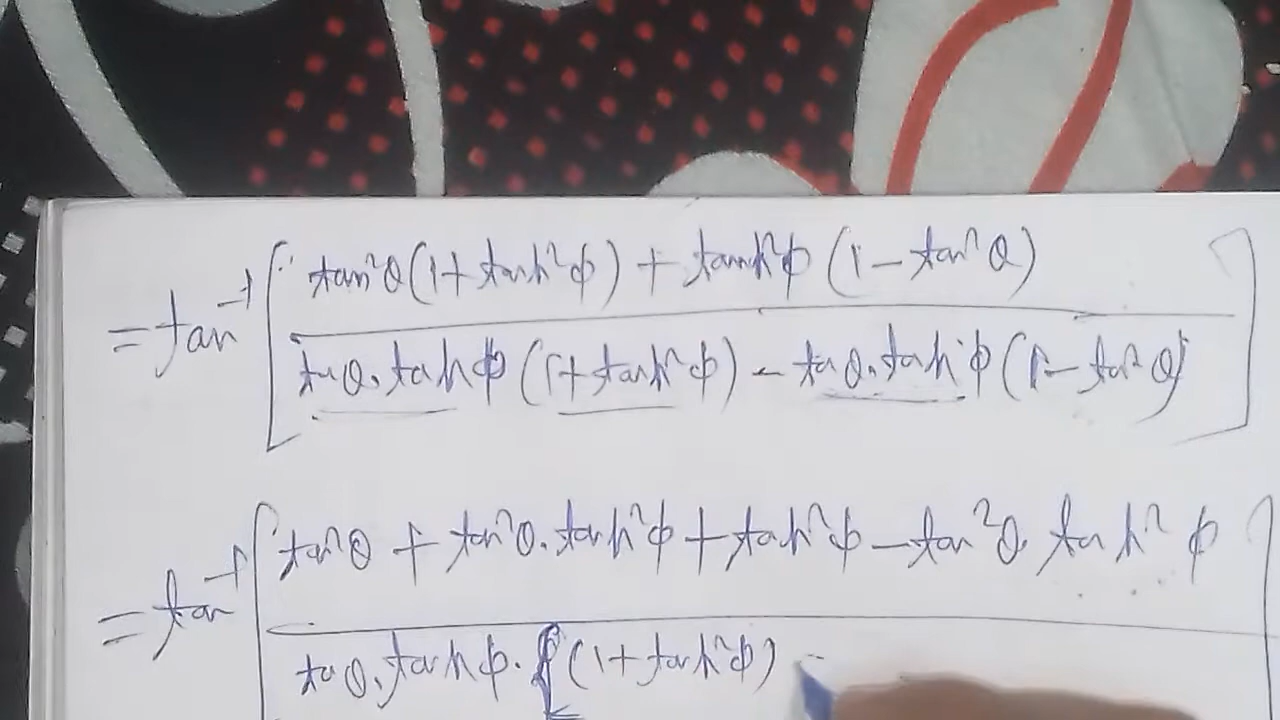 = tan⁻¹ [ tan²θ(1+tanh²φ) + tanh²φ (1 − tan²θ)
tanθ.tanhφ (1+tanh²φ) − tanθ.tanhφ (1− tan²θ) ]
= tan⁻¹ [ tan²θ + tan²θ.tanh²φ + tanh²φ − tan²θ tanh²φ ]
tanθ.tanhφ. (1+tanh²φ) −